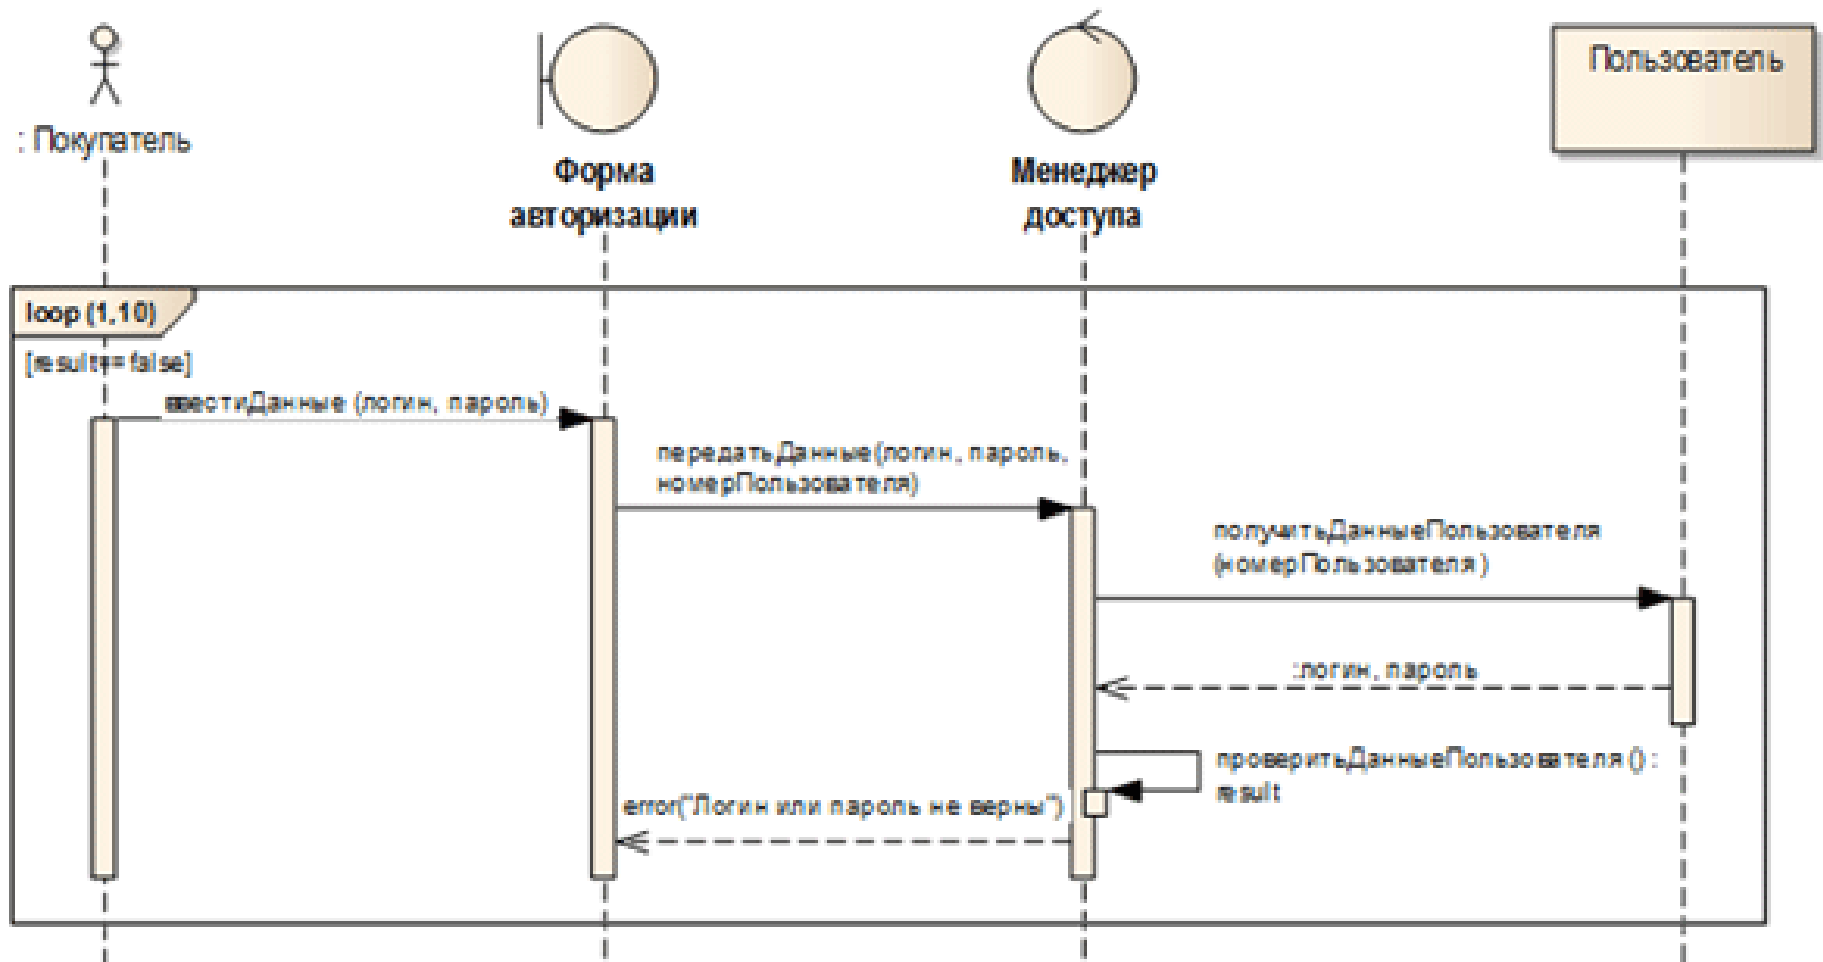 : Покупатель
Форма
авторизации
Менеджер
доступа
Пользователь
loop (1,10)
[result== false]
ввестиДанные (логин, пароль)
передатьДанные(логин, пароль,
номерПользователя)
получитьДанныеПользователя
(номерПользователя )
:логин, пароль
проверитьДанныеПользователя () :
result
error("Логин или пароль не верны")